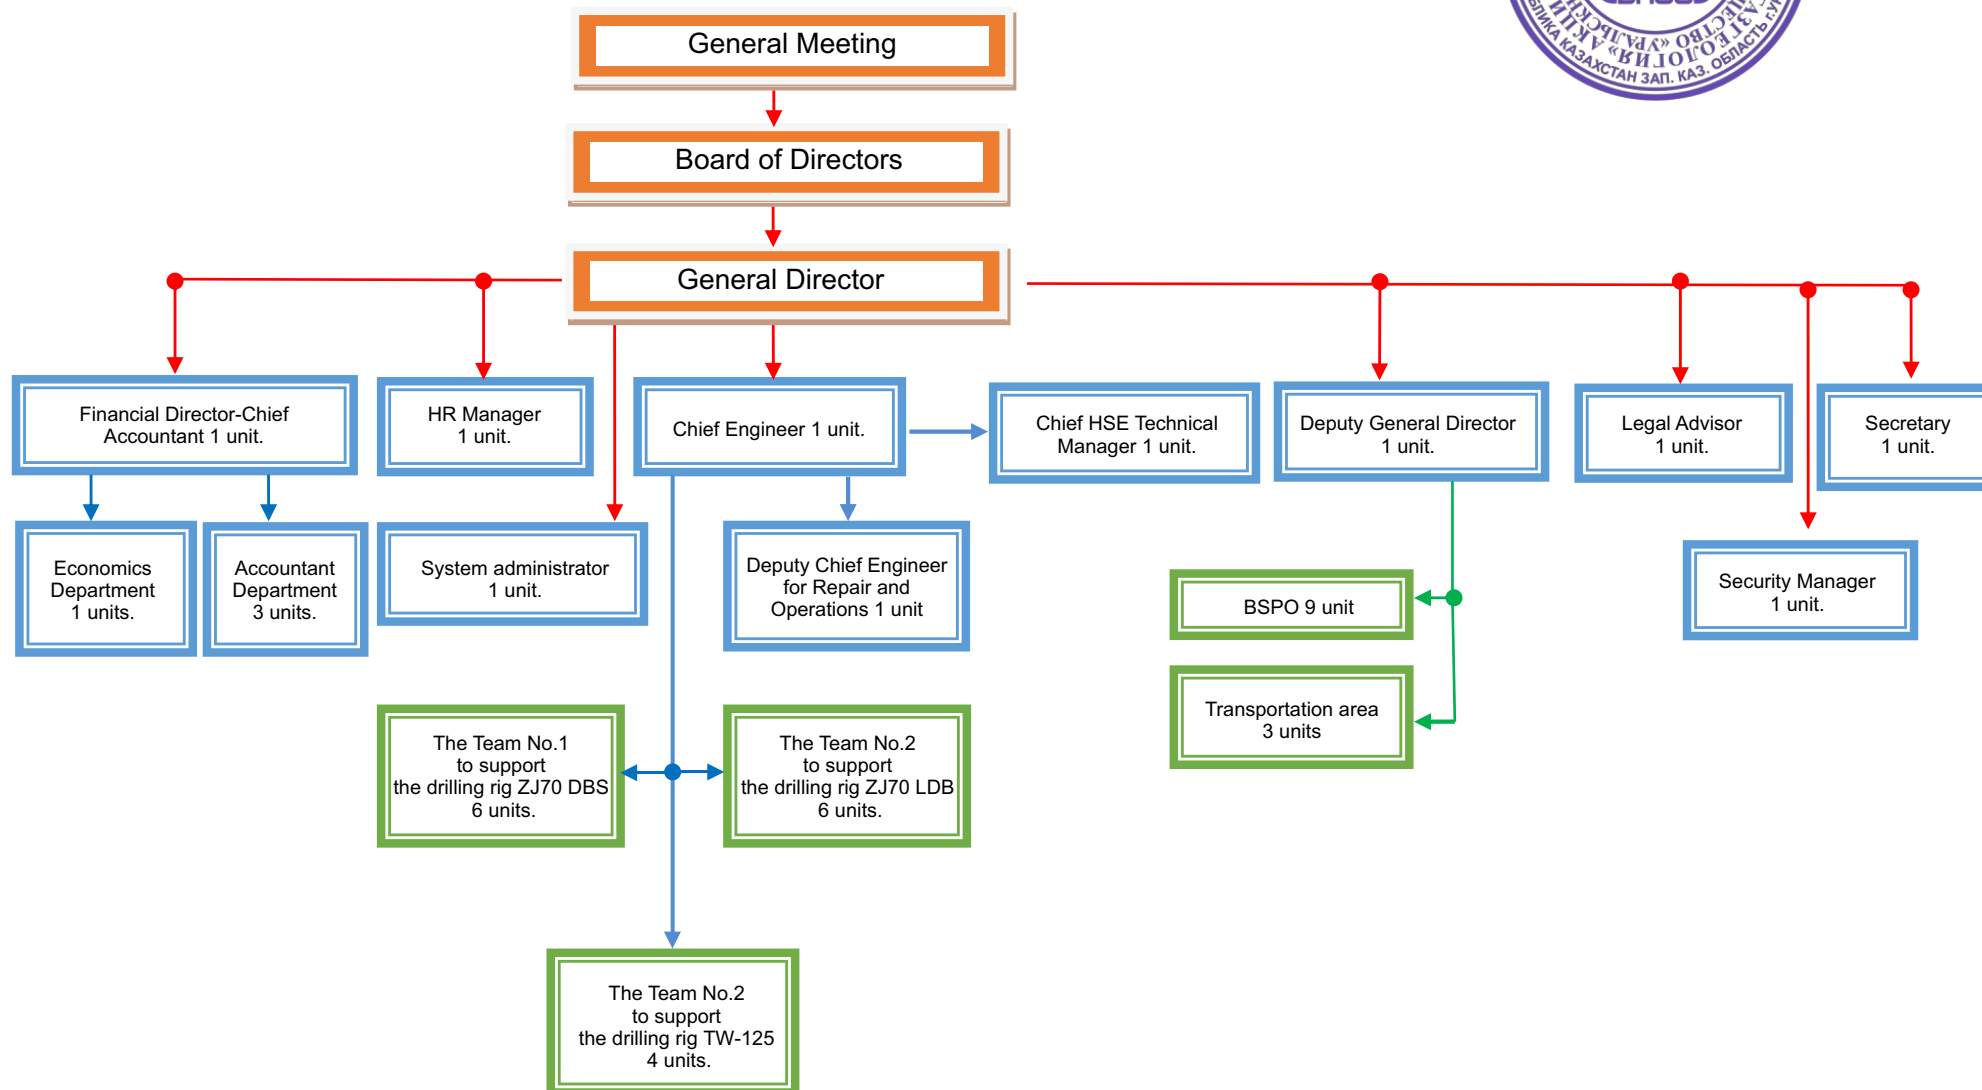 General Meeting
Board of Directors
General Director
Financial Director-Chief
Accountant 1 unit.
HR Manager
1 unit.
Chief Engineer 1 unit.
Chief HSE Technical
Manager 1 unit.
Deputy General Director
1 unit.
Legal Advisor
1 unit.
Secretary
1 unit.
Economics
Department
1 units.
Accountant
Department
3 units.
System administrator
1 unit.
Deputy Chief Engineer
for Repair and
Operations 1 unit
BSPO 9 unit
Security Manager
1 unit.
Transportation area
3 units
The Team No.1
to support
the drilling rig ZJ70 DBS
6 units.
The Team No.2
to support
the drilling rig ZJ70 LDB
6 units.
The Team No.2
to support
the drilling rig TW-125
4 units.
КАЗАХСТАН ЗАП. КАЗ. ОБЛАСТЬ